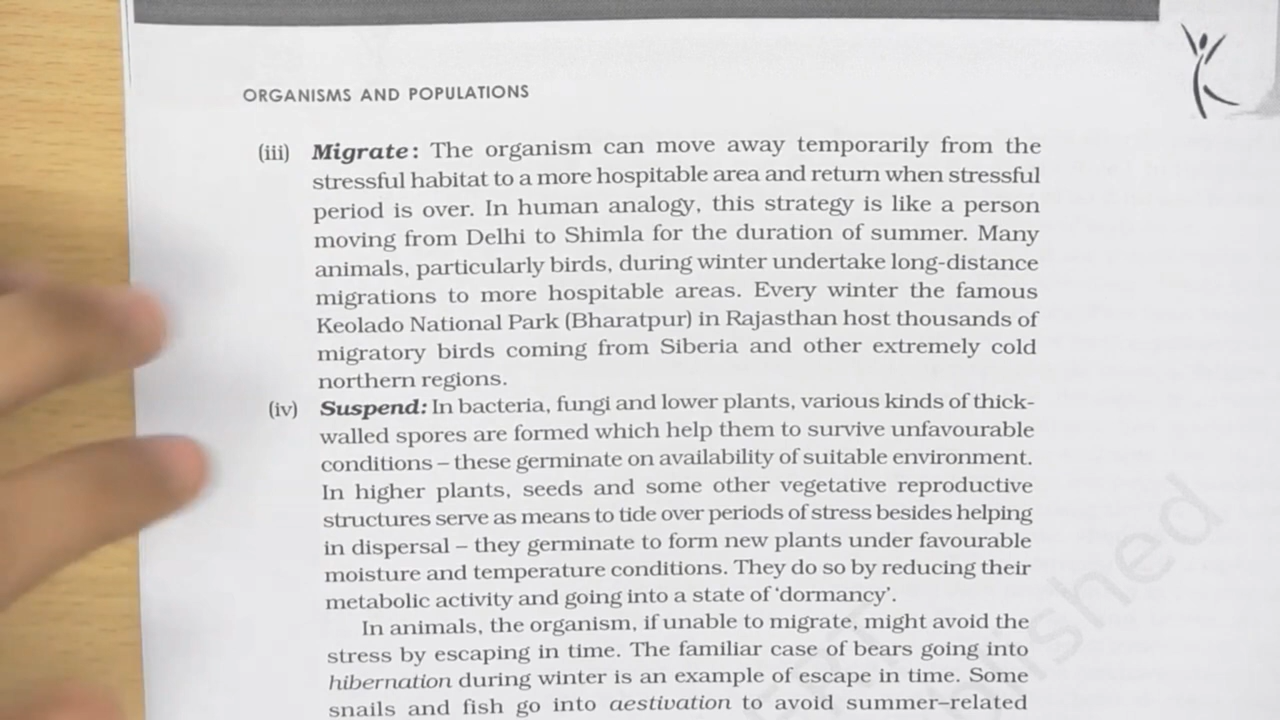 ORGANISMS AND POPULATIONS
(iii) Migrate: The organism can move away temporarily from the
stressful habitat to a more hospitable area and return when stressful
period is over. In human analogy, this strategy is like a person
moving from Delhi to Shimla for the duration of summer. Many
animals, particularly birds, during winter undertake long-distance
migrations to more hospitable areas. Every winter the famous
Keolado National Park (Bharatpur) in Rajasthan host thousands of
migratory birds coming from Siberia and other extremely cold
northern regions.
(iv) Suspend: In bacteria, fungi and lower plants, various kinds of thick-
walled spores are formed which help them to survive unfavourable
conditions – these germinate on availability of suitable environment.
In higher plants, seeds and some other vegetative reproductive
structures serve as means to tide over periods of stress besides helping
in dispersal – they germinate to form new plants under favourable
moisture and temperature conditions. They do so by reducing their
metabolic activity and going into a state of 'dormancy'.
In animals, the organism, if unable to migrate, might avoid the
stress by escaping in time. The familiar case of bears going into
hibernation during winter is an example of escape in time. Some
snails and fish go into aestivation to avoid summer–related